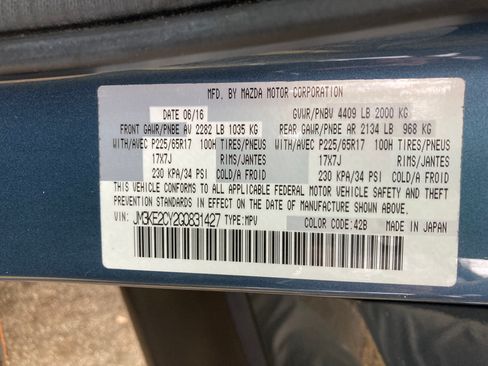 MFD. BY MAZDA MOTOR CORPORATION
DATE 06/16 GVWR/PNBV 4409 LB 2000 KG
FRONT GAWR/PNBE AV 2282 LB 1035 KG REAR GAWR/PNBE AR 2134 LB 968 KG
WITH/AVEC P225/65R17 100H TIRES/PNEUS WITH/AVEC P225/65R17 100H TIRES/PNEUS
17X7J RIMS/JANTES 17X7J RIMS/JANTES
230 KPA/34 PSI COLD/A FROID 230 KPA/34 PSI COLD/A FROID
THIS VEHICLE CONFORMS TO ALL APPLICABLE FEDERAL MOTOR VEHICLE SAFETY AND THEFT
PREVENTION STANDARDS IN EFFECT ON THE DATE OF MANUFACTURE SHOWN ABOVE.
VIN: JM3KE2CY2G0831427 TYPE:MPV COLOR CODE:42B MADE IN JAPAN